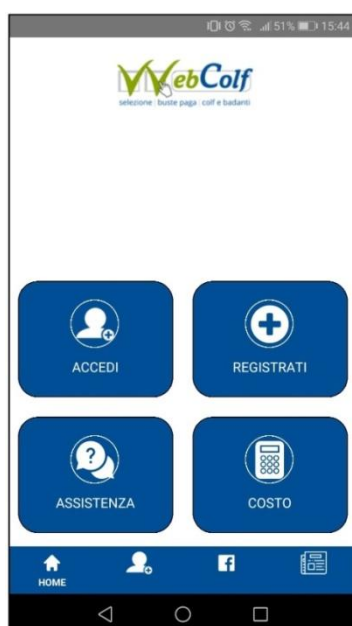 51% 15:44
WebColf
selezione | buste paga | colf e badanti
ACCEDI
REGISTRATI
ASSISTENZA
COSTO
HOME